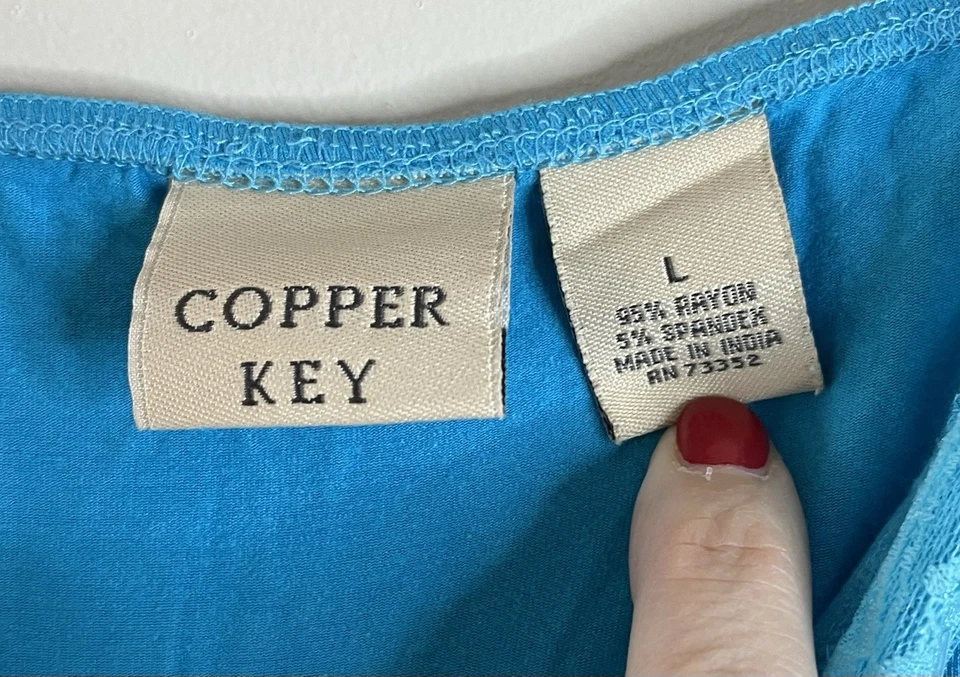 COPPER
KEY
L
95% RAYON
5% SPANDEX
MADE IN INDIA
RN 73352